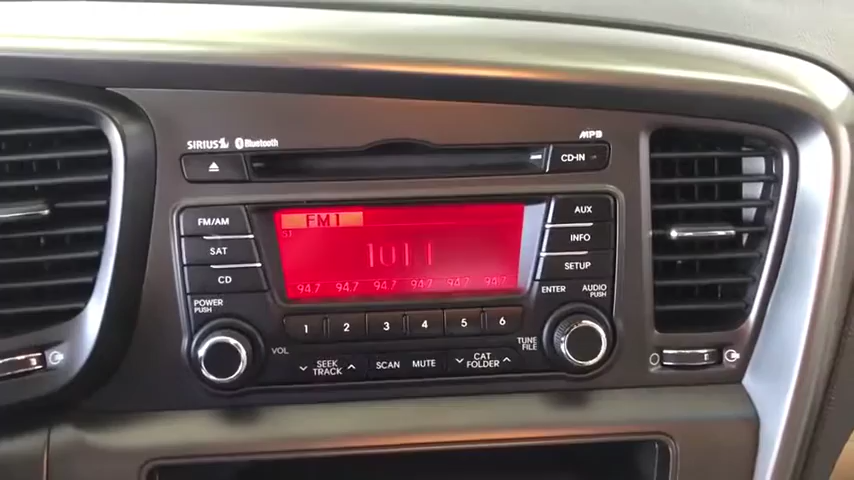 SIRIUS Bluetooth
MP3
CD-IN
FM/AM
SAT
CD
POWER
PUSH
FM1
ST
101.1
94.7 94.7 94.7 94.7 94.7 94.7
AUX
INFO
SETUP
ENTER AUDIO
PUSH
1 2 3 4 5 6
VOL
SEEK
TRACK
SCAN MUTE
CAT
FOLDER
TUNE
FILE